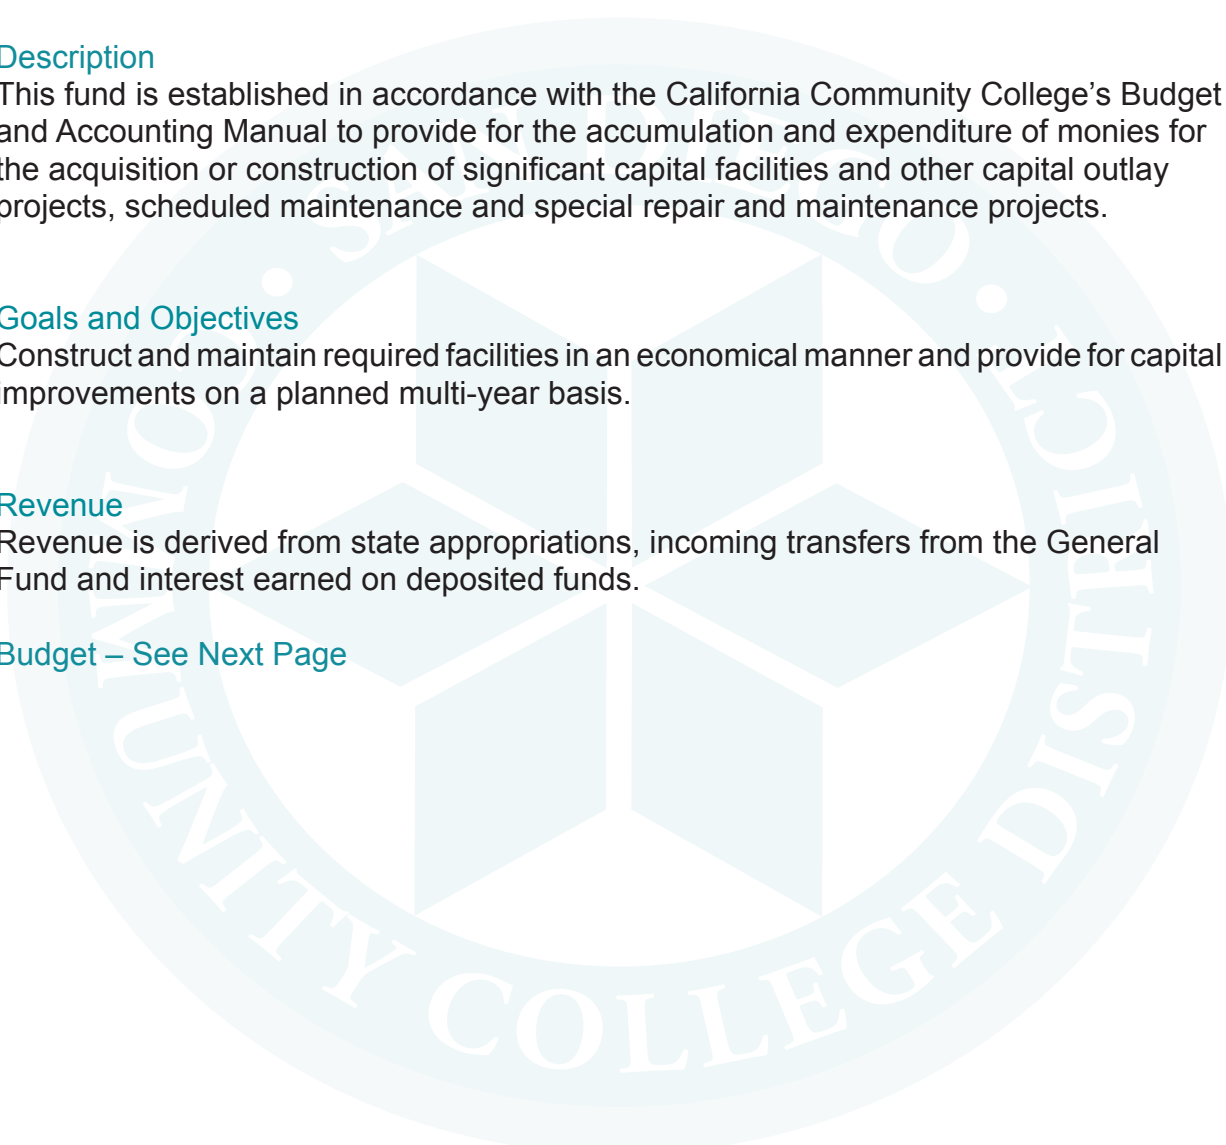 Description
This fund is established in accordance with the California Community College’s Budget
and Accounting Manual to provide for the accumulation and expenditure of monies for
the acquisition or construction of significant capital facilities and other capital outlay
projects, scheduled maintenance and special repair and maintenance projects.
Goals and Objectives
Construct and maintain required facilities in an economical manner and provide for capital
improvements on a planned multi-year basis.
Revenue
Revenue is derived from state appropriations, incoming transfers from the General
Fund and interest earned on deposited funds.
Budget – See Next Page
SAN DIEGO • COMMUNITY COLLEGE DISTRICT •